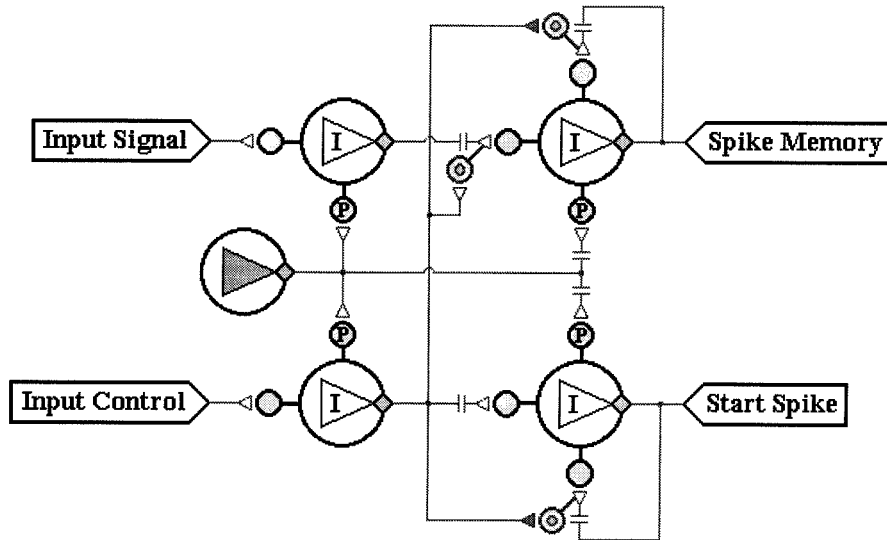 Input Signal
I
I
Spike Memory
P
P
P
P
Input Control
I
I
Start Spike